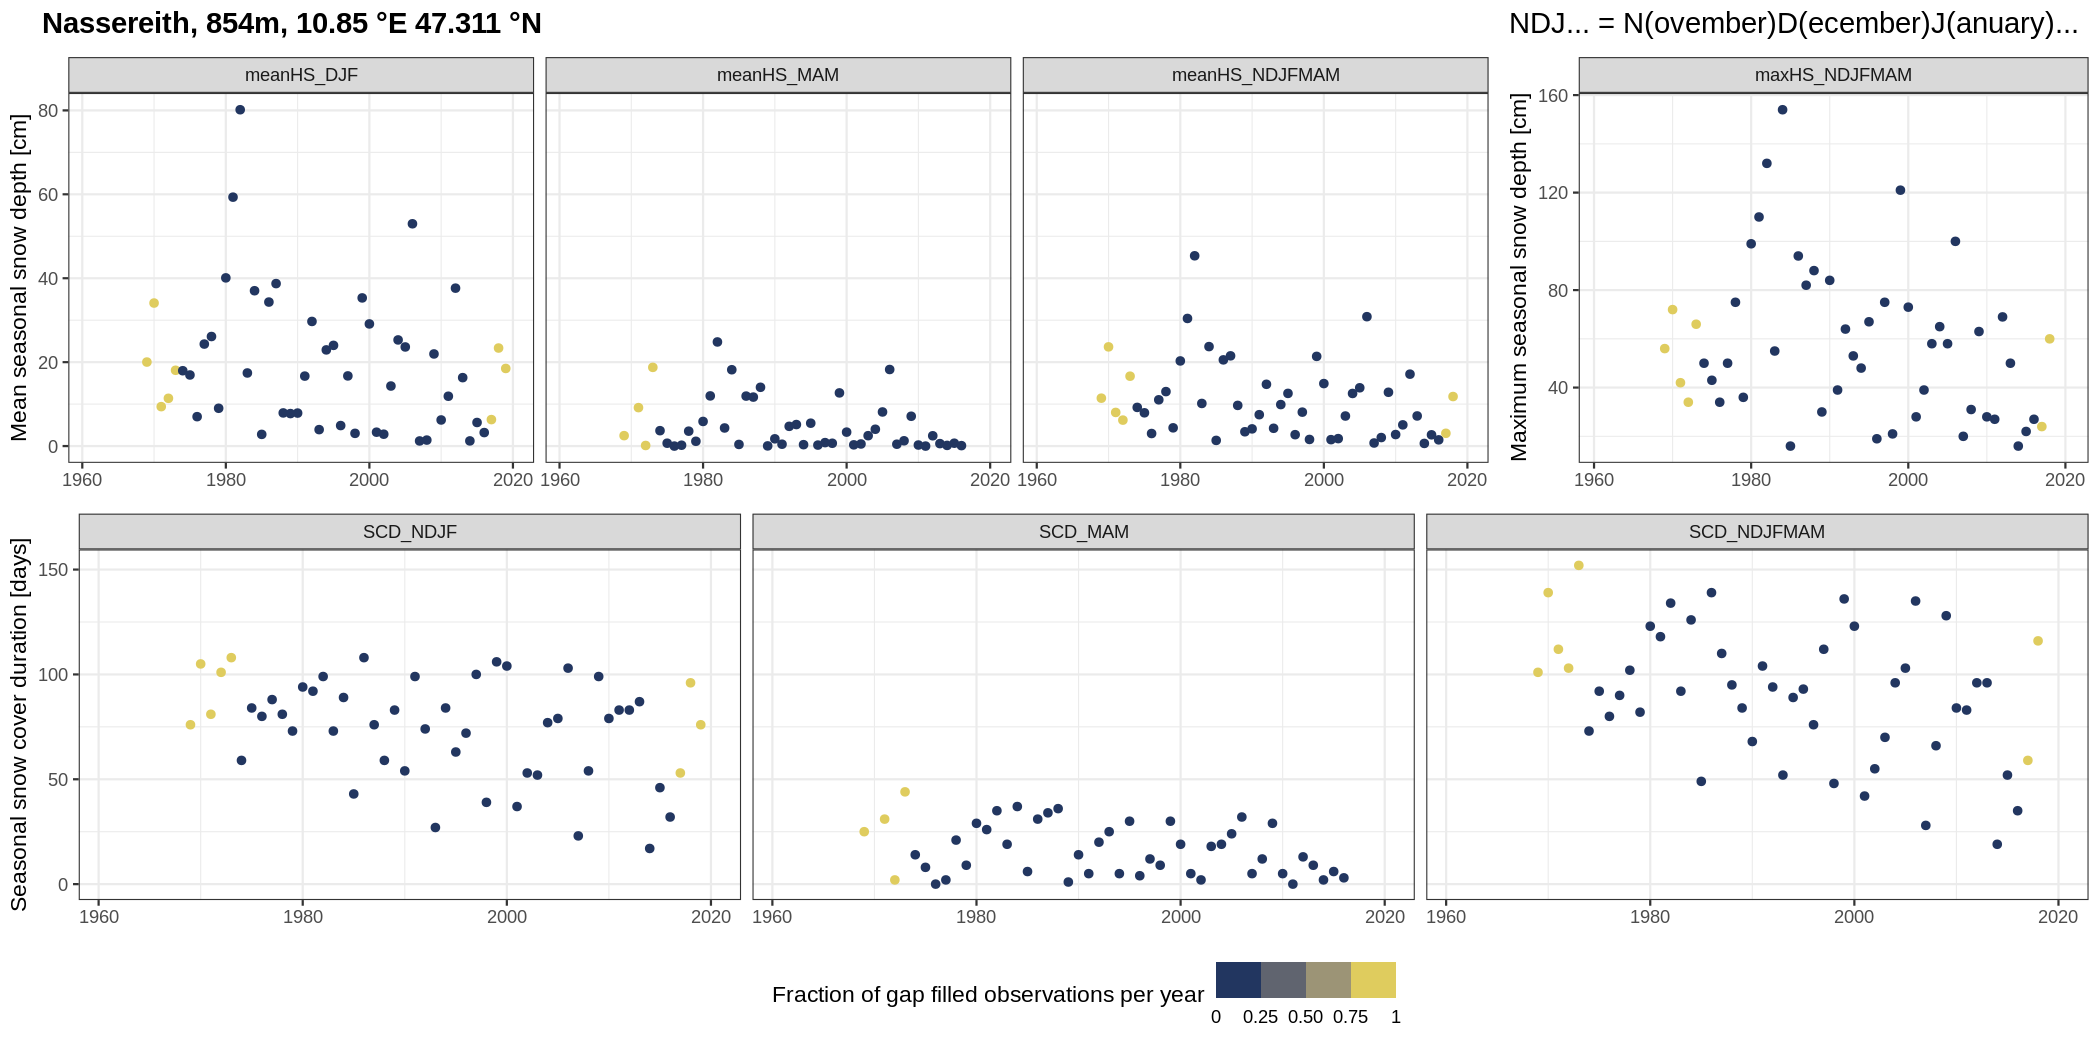 Nassereith, 854m, 10.85 °E 47.311 °N
NDJ... = N(ovember)D(ecember)J(anuary)...
meanHS_DJF
meanHS_MAM
meanHS_NDJFMAM
maxHS_NDJFMAM
Mean seasonal snow depth [cm]
80
60
40
20
0
1960 1980 2000 2020
1960 1980 2000 2020
1960 1980 2000 2020
Maximum seasonal snow depth [cm]
160
120
80
40
1960 1980 2000 2020
SCD_NDJF
SCD_MAM
SCD_NDJFMAM
Seasonal snow cover duration [days]
150
100
50
0
1960 1980 2000 2020
1960 1980 2000 2020
1960 1980 2000 2020
Fraction of gap filled observations per year
0 0.25 0.50 0.75 1